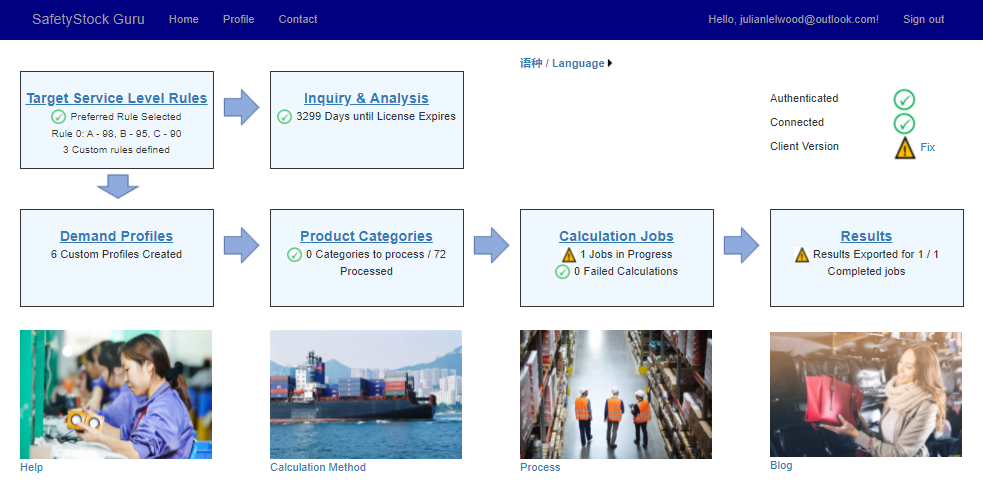 SafetyStock Guru Home Profile Contact Hello, julianlelwood@outlook.com! Sign out
语种 / Language
Target Service Level Rules
Preferred Rule Selected
Rule 0: A - 98, B - 95, C - 90
3 Custom rules defined
Inquiry & Analysis
3299 Days until License Expires
Authenticated
Connected
Client Version Fix
Demand Profiles
6 Custom Profiles Created
Product Categories
0 Categories to process / 72
Processed
Calculation Jobs
1 Jobs in Progress
0 Failed Calculations
Results
Results Exported for 1 / 1
Completed jobs
Help
Calculation Method
Process
Blog